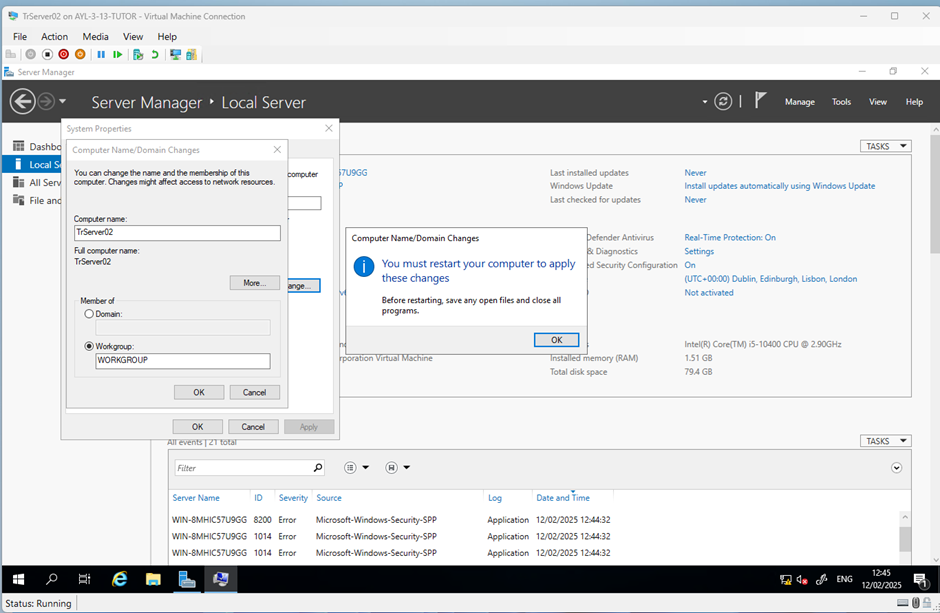 TrServer02 on AYL-3-13-TUTOR - Virtual Machine Connection
File Action Media View Help
Server Manager
Server Manager Local Server
Manage Tools View Help
System Properties
Computer Name/Domain Changes
You can change the name and the membership of this
computer. Changes might affect access to network resources.
Computer name:
TrServer02
Full computer name:
TrServer02
More...
Member of
Domain:
Workgroup:
WORKGROUP
OK Cancel
OK Cancel Apply
computer
ange...
Dashbo
Local Se
All Serv
File and
57U9GG
TASKS
Last installed updates Never
Windows Update Install updates automatically using Windows Update
Last checked for updates Never
Computer Name/Domain Changes
You must restart your computer to apply
these changes
Before restarting, save any open files and close all
programs.
OK
Defender Antivirus Real-Time Protection: On
& Diagnostics Settings
ed Security Configuration On
(UTC+00:00) Dublin, Edinburgh, Lisbon, London
Not activated
Intel(R) Core(TM) i5-10400 CPU @ 2.90GHz
orporation Virtual Machine Installed memory (RAM) 1.51 GB
Total disk space 79.4 GB
All events | 21 total
TASKS
Filter
Server Name ID Severity Source Log Date and Time
WIN-8MHIC57U9GG 8200 Error Microsoft-Windows-Security-SPP Application 12/02/2025 12:44:32
WIN-8MHIC57U9GG 1014 Error Microsoft-Windows-Security-SPP Application 12/02/2025 12:44:32
WIN-8MHIC57U9GG 1014 Error Microsoft-Windows-Security-SPP Application 12/02/2025 12:44:32
ENG
12:45
12/02/2025
1
Status: Running